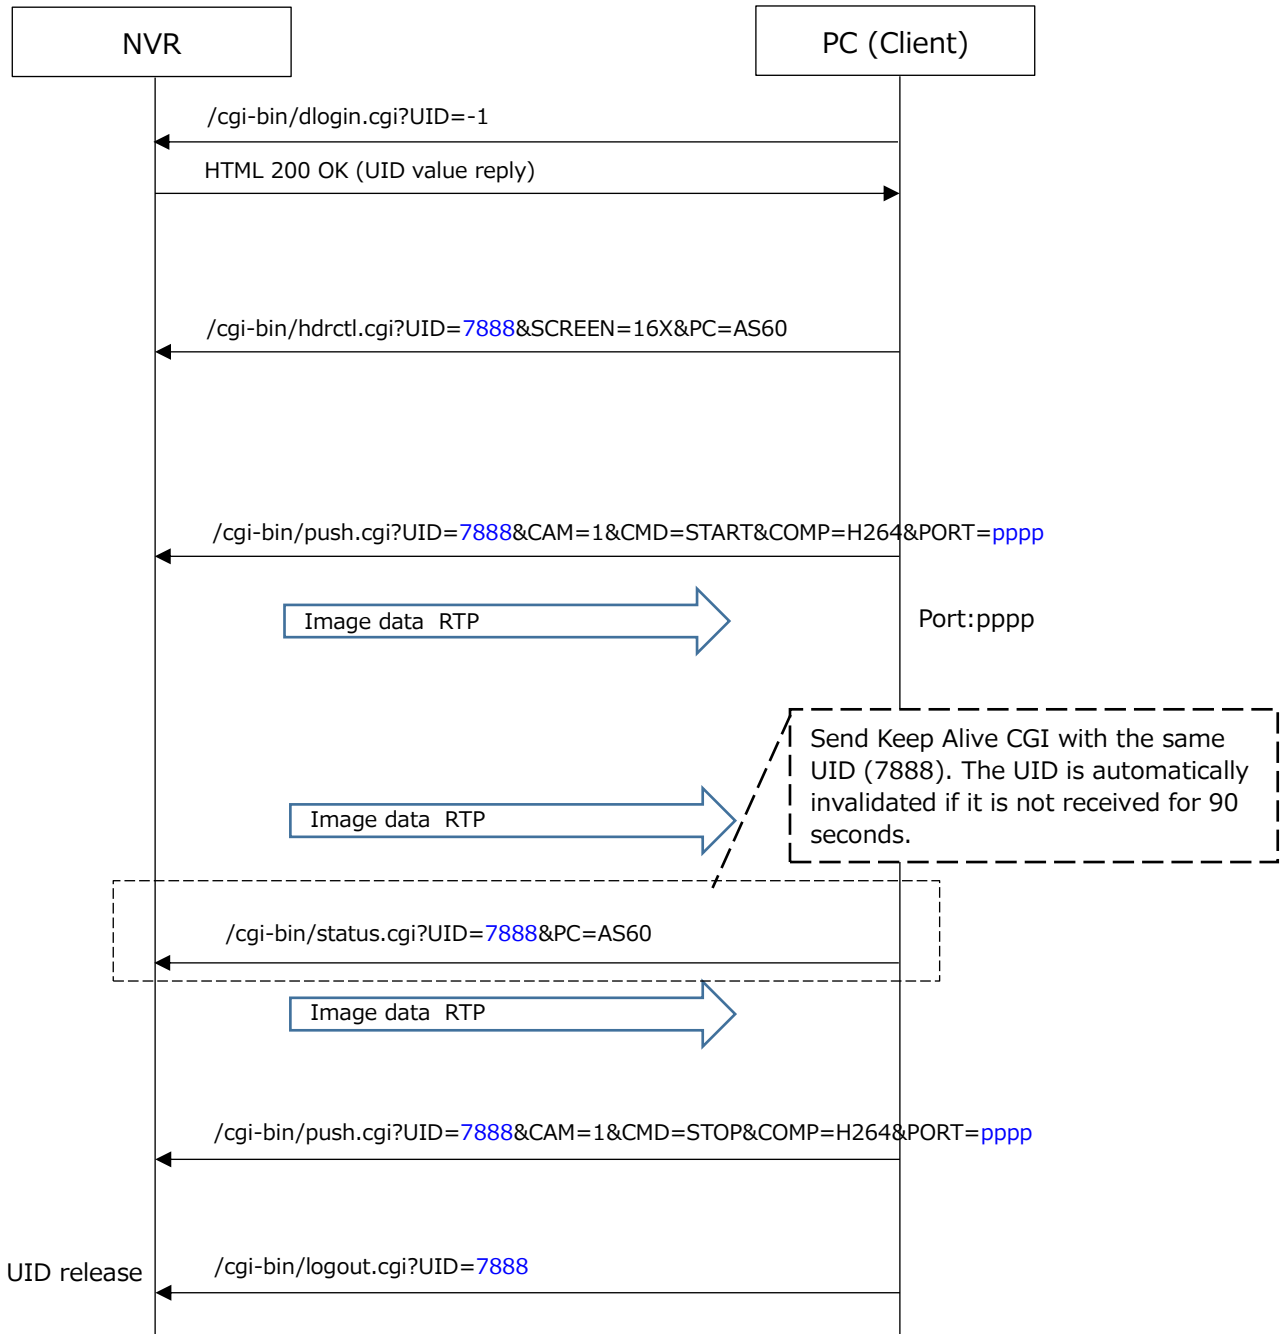 NVR
PC (Client)
/cgi-bin/dlogin.cgi?UID=-1
HTML 200 OK (UID value reply)
/cgi-bin/hdrctl.cgi?UID=7888&SCREEN=16X&PC=AS60
/cgi-bin/push.cgi?UID=7888&CAM=1&CMD=START&COMP=H264&PORT=pppp
Image data  RTP
Port:pppp
Send Keep Alive CGI with the same
UID (7888). The UID is automatically
invalidated if it is not received for 90
seconds.
Image data  RTP
/cgi-bin/status.cgi?UID=7888&PC=AS60
Image data  RTP
/cgi-bin/push.cgi?UID=7888&CAM=1&CMD=STOP&COMP=H264&PORT=pppp
UID release
/cgi-bin/logout.cgi?UID=7888